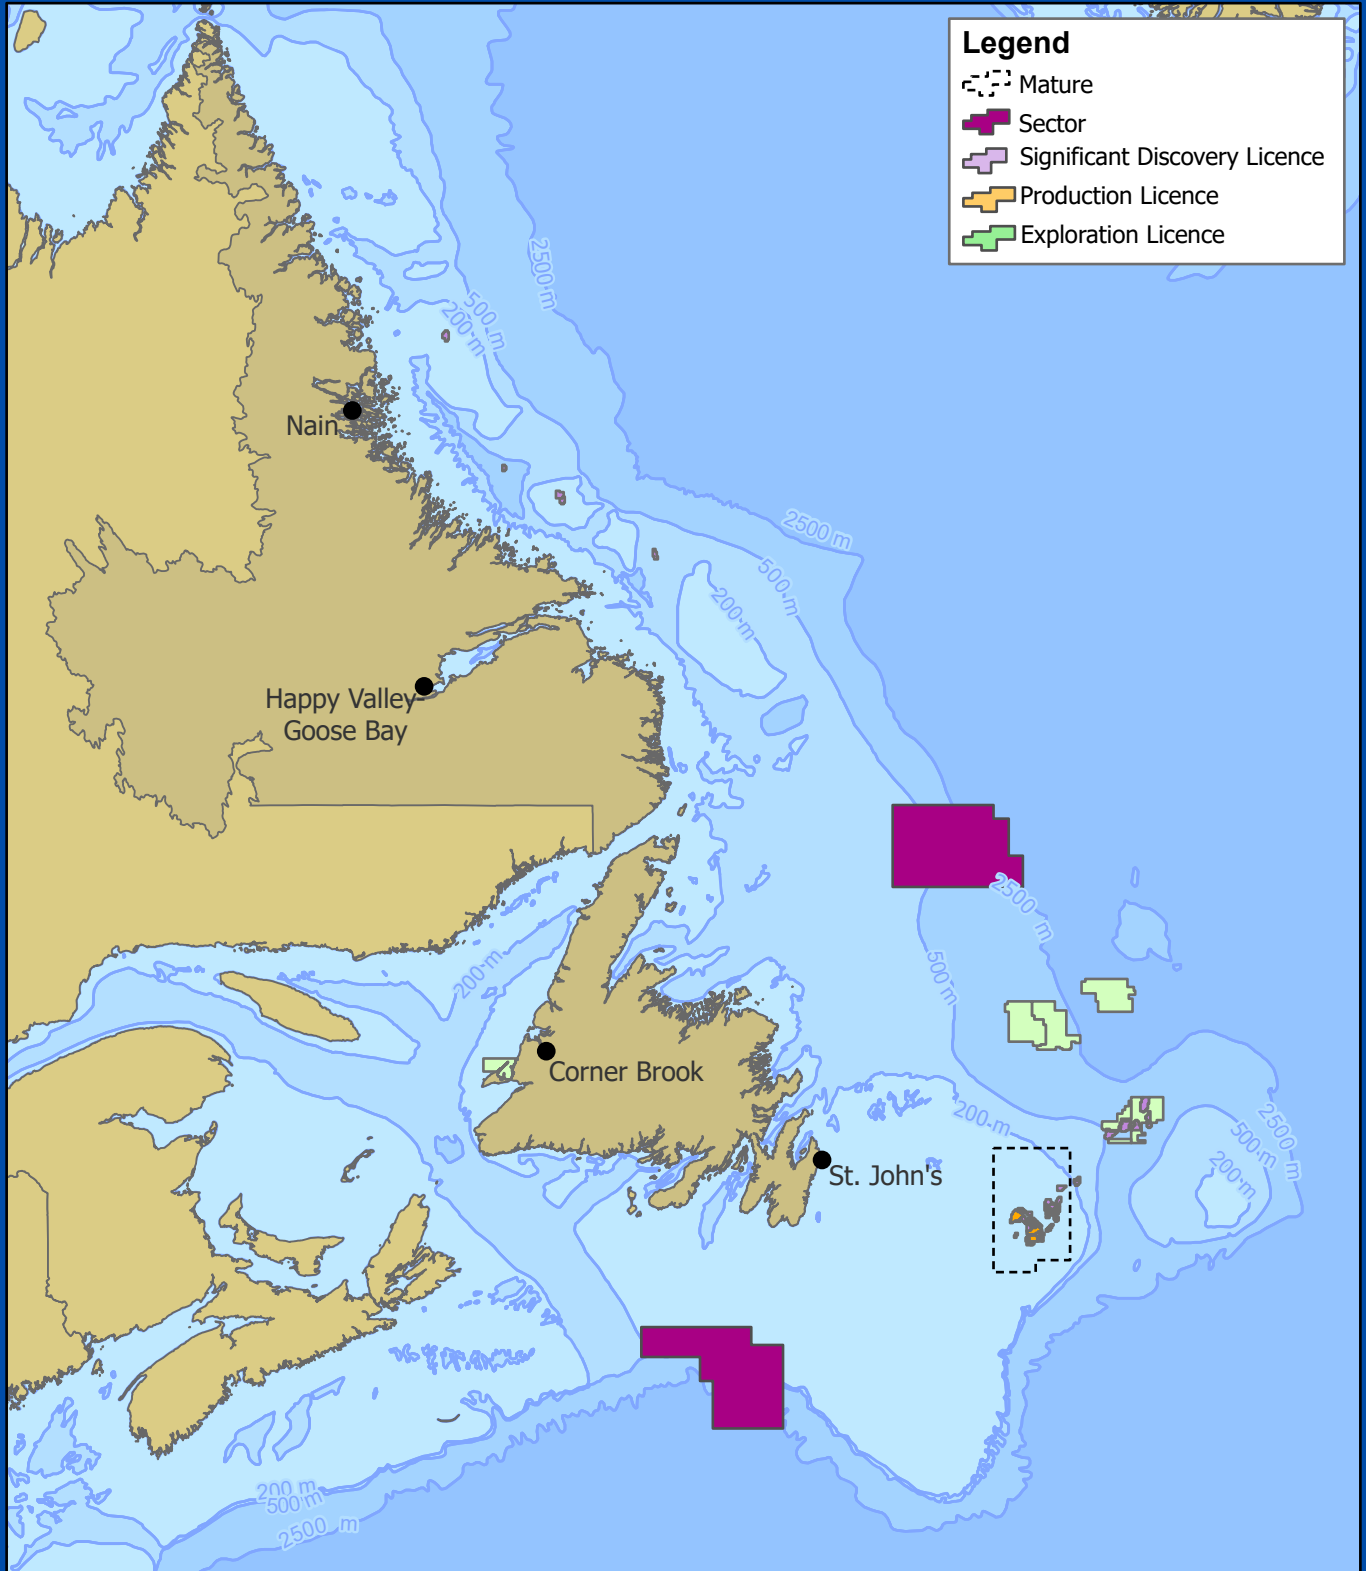 Legend
Mature
Sector
Significant Discovery Licence
Production Licence
Exploration Licence
2500 m
500 m
200 m
Nain
2500 m
500 m
200 m
Happy Valley-
Goose Bay
2500 m
500 m
200 m
Corner Brook
200 m
2500 m
500 m
200 m
St. John's
200 m
500 m
2500 m